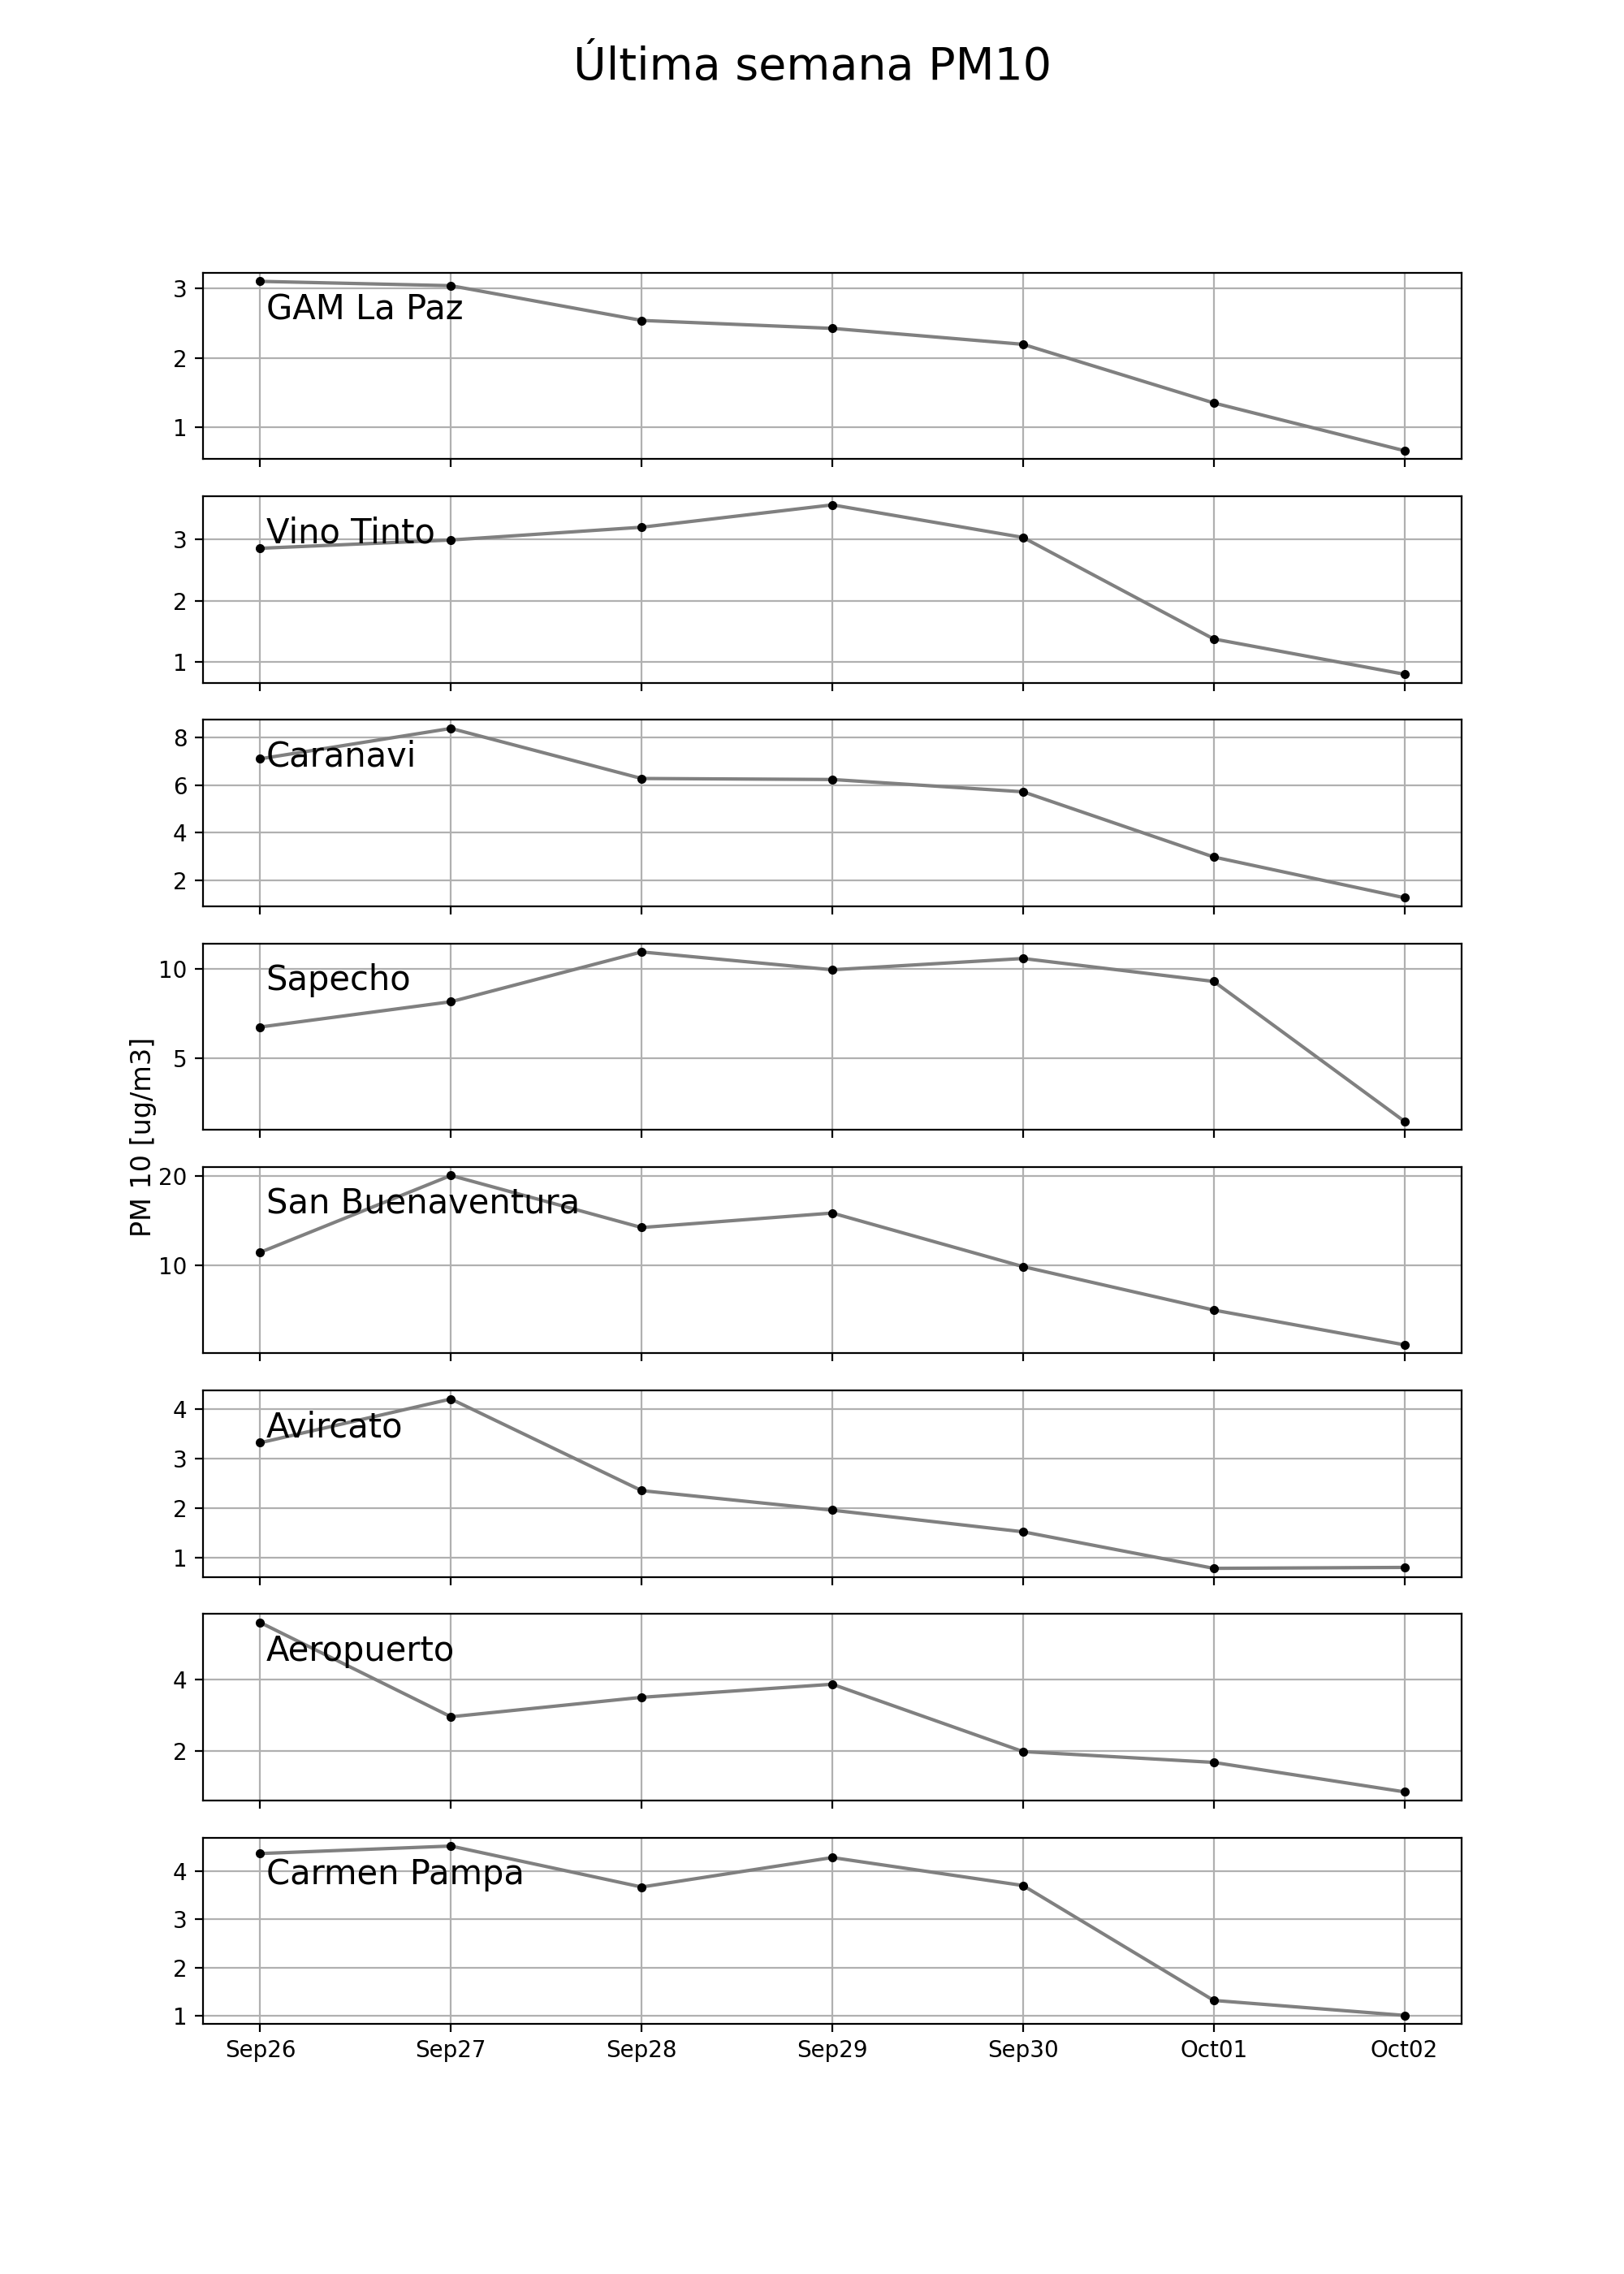 Última semana PM10
3
2
1
GAM La Paz
3
2
1
Vino Tinto
8
6
4
2
Caranavi
10
5
Sapecho
PM 10 [ug/m3]
20
10
San Buenaventura
4
3
2
1
Avircato
4
2
Aeropuerto
4
3
2
1
Carmen Pampa
Sep26 Sep27 Sep28 Sep29 Sep30 Oct01 Oct02